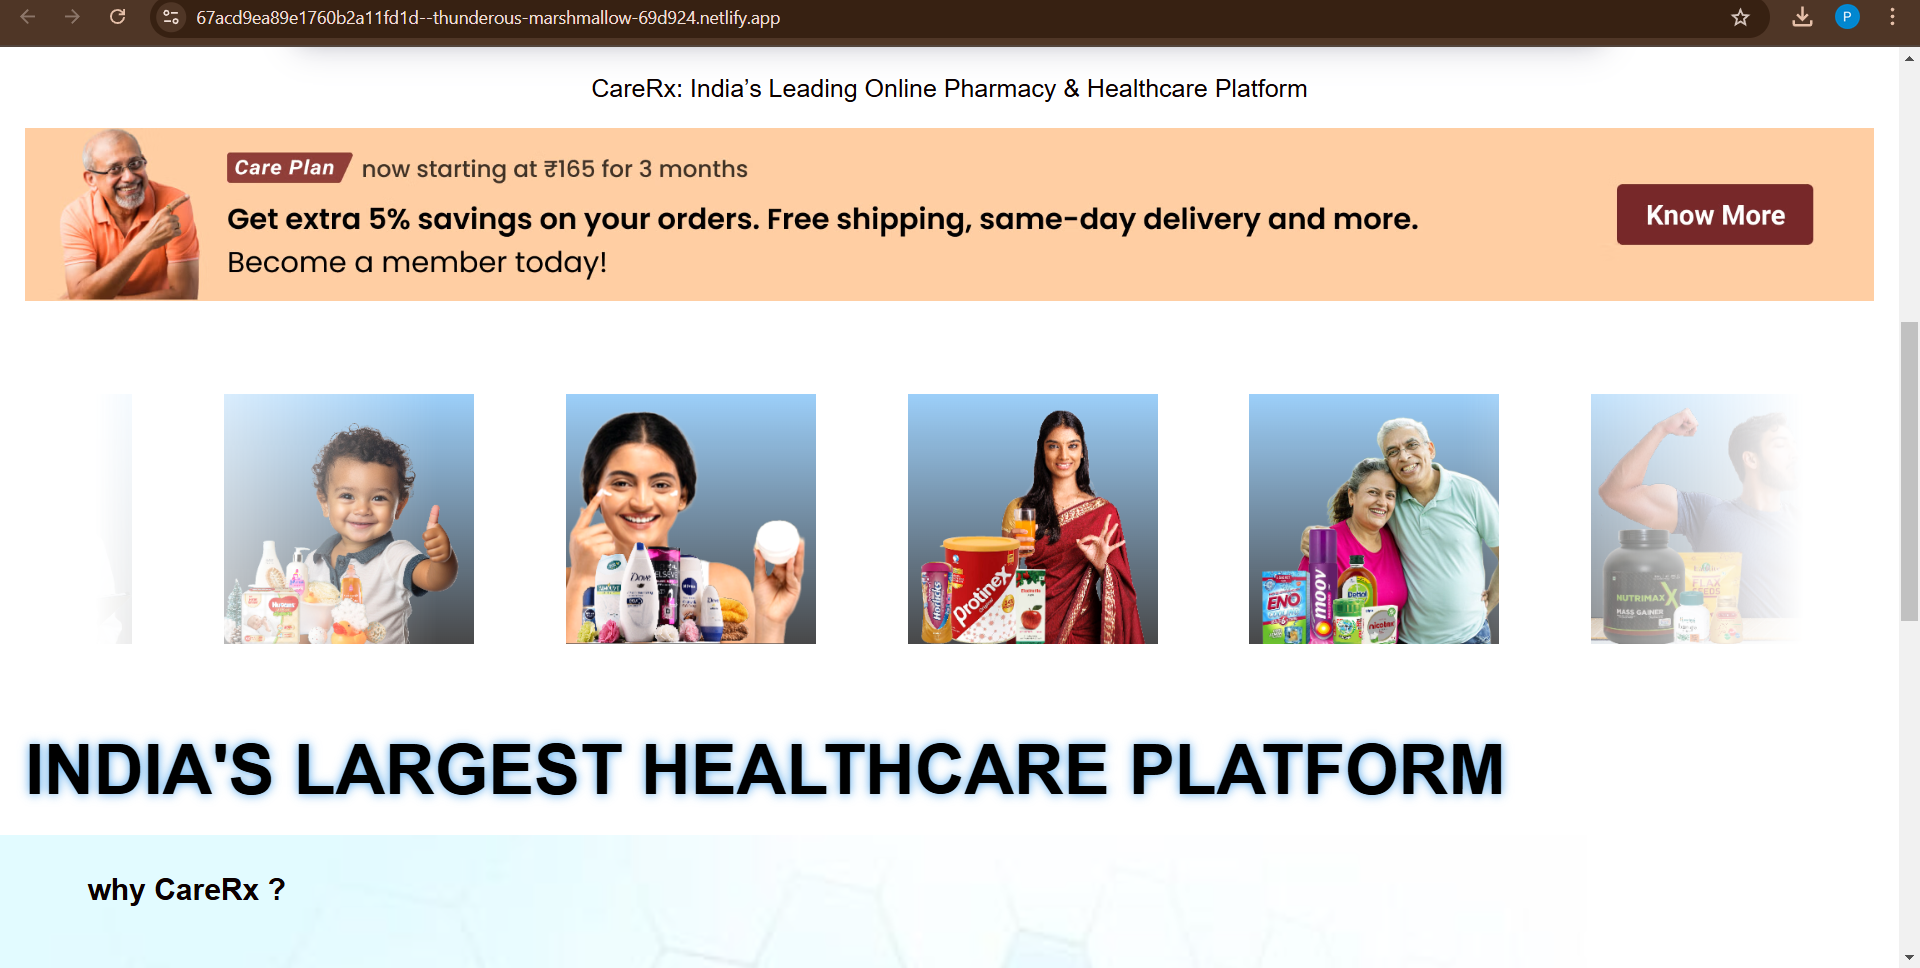 67acd9ea89e1760b2a11fd1d--thunderous-marshmallow-69d924.netlify.app
P
CareRx: India’s Leading Online Pharmacy & Healthcare Platform
Care Plan now starting at ₹165 for 3 months
Get extra 5% savings on your orders. Free shipping, same-day delivery and more.
Become a member today!
Know More
HUGGIES
Dove
NIVEA
Dove
Horlicks
Protinex
ENO
moov
Dettol
nicotex
NUTRIMAX
MASS GAINER
FLAX
SEEDS
INDIA'S LARGEST HEALTHCARE PLATFORM
why CareRx ?